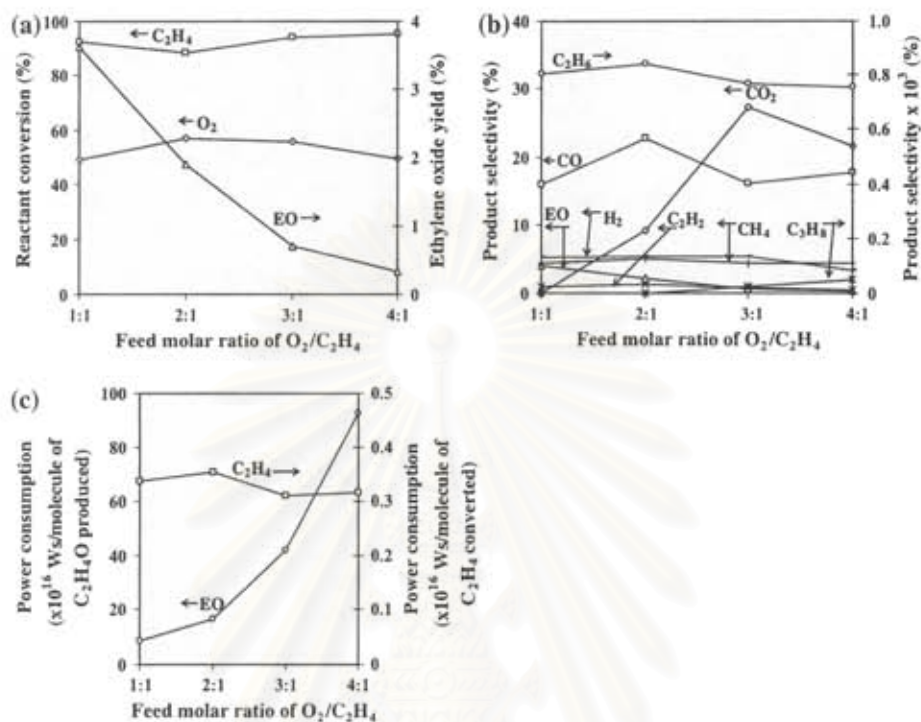 (a)
100
80
60
40
20
0
Reactant conversion (%)
←C₂H₄
←O₂
EO→
4
3
2
1
0
Ethylene oxide yield (%)
1:1 2:1 3:1 4:1
Feed molar ratio of O₂/C₂H₄
(b)
40
30
20
10
0
Product selectivity (%)
C₂H₆→
←CO₂
←CO
EO
H₂
C₂H₂
CH₄
C₃H₈
1.0
0.8
0.6
0.4
0.2
0
Product selectivity x 10³ (%)
1:1 2:1 3:1 4:1
Feed molar ratio of O₂/C₂H₄
(c)
100
80
60
40
20
0
Power consumption
(x10¹⁶ Ws/molecule of
C₂H₄O produced)
C₂H₄→
←EO
0.5
0.4
0.3
0.2
0.1
0
Power consumption
(x10¹⁶ Ws/molecule of
C₂H₄ converted)
1:1 2:1 3:1 4:1
Feed molar ratio of O₂/C₂H₄